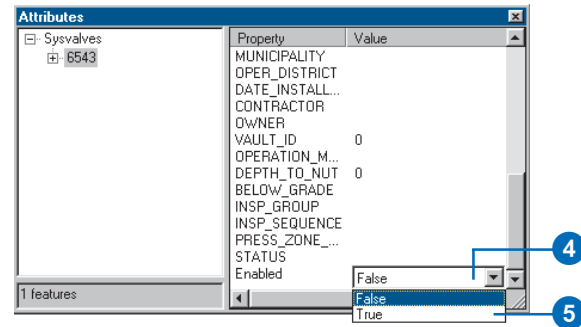 Attributes
Sysvalves
6543
1 features
Property Value
MUNICIPALITY
OPER_DISTRICT
DATE_INSTALL...
CONTRACTOR
OWNER
VAULT_ID 0
OPERATION_M...
DEPTH_TO_NUT 0
BELOW_GRADE
INSP_GROUP
INSP_SEQUENCE
PRESS_ZONE_...
STATUS
Enabled False
False
True
4
5